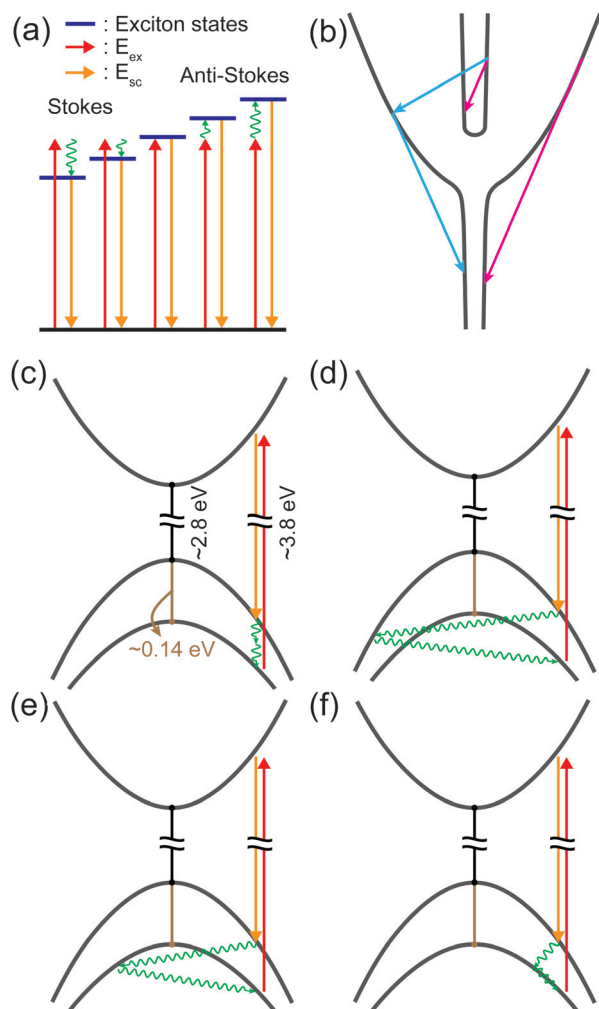 (a)
: Exciton states
: E_ex
: E_sc
Anti-Stokes
Stokes
(b)
(c)
~2.8 eV
~3.8 eV
~0.14 eV
(d)
(e)
(f)